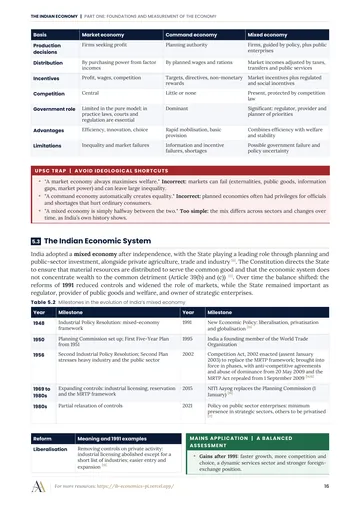 THE INDIAN ECONOMY | PART ONE: FOUNDATIONS AND MEASUREMENT OF THE ECONOMY
Basis Market economy Command economy Mixed economy
Production decisions Firms seeking profit Planning authority Firms, guided by policy, plus public enterprises
Distribution By purchasing power from factor incomes By planned wages and rations Market incomes adjusted by taxes, transfers and public services
Incentives Profit, wages, competition Targets, directives, non-monetary rewards Market incentives plus regulated and social incentives
Competition Central Little or none Present, protected by competition law
Government role Limited in the pure model; in practice laws, courts and regulation are essential Dominant Significant: regulator, provider and planner of priorities
Advantages Efficiency, innovation, choice Rapid mobilisation, basic provision Combines efficiency with welfare and stability
Limitations Inequality and market failures Information and incentive failures, shortages Possible government failure and policy uncertainty
UPSC TRAP | AVOID IDEOLOGICAL SHORTCUTS
• "A market economy always maximises welfare." Incorrect: markets can fail (externalities, public goods, information
gaps, market power) and can leave large inequality.
• "A command economy automatically creates equality." Incorrect: planned economies often had privileges for officials
and shortages that hurt ordinary consumers.
• "A mixed economy is simply halfway between the two." Too simple: the mix differs across sectors and changes over
time, as India's own history shows.
5.3 The Indian Economic System
India adopted a mixed economy after independence, with the State playing a leading role through planning and
public-sector investment, alongside private agriculture, trade and industry. The Constitution directs the State
to ensure that material resources are distributed to serve the common good and that the economic system does
not concentrate wealth to the common detriment (Article 39(b) and (c)). Over time the balance shifted: the
reforms of 1991 reduced controls and widened the role of markets, while the State remained important as
regulator, provider of public goods and welfare, and owner of strategic enterprises.
Table 5.2 Milestones in the evolution of India's mixed economy
Year Milestone Year Milestone
1948 Industrial Policy Resolution: mixed-economy framework 1991 New Economic Policy: liberalisation, privatisation and globalisation
1950 Planning Commission set up; First Five-Year Plan from 1951 1995 India a founding member of the World Trade Organization
1956 Second Industrial Policy Resolution; Second Plan stresses heavy industry and the public sector 2002 Competition Act, 2002 enacted (assent January 2003) to replace the MRTP framework; brought into force in phases, with anti-competitive agreements and abuse of dominance from 20 May 2009 and the MRTP Act repealed from 1 September 2009
1969 to 1980s Expanding controls: industrial licensing, reservation and the MRTP framework 2015 NITI Aayog replaces the Planning Commission (1 January)
1980s Partial relaxation of controls 2021 Policy on public sector enterprises: minimum presence in strategic sectors, others to be privatised
Reform Meaning and 1991 examples
Liberalisation Removing controls on private activity: industrial licensing abolished except for a short list of industries; easier entry and expansion
MAINS APPLICATION | A BALANCED
ASSESSMENT
• Gains after 1991: faster growth, more competition and
choice, a dynamic services sector and stronger foreign-
exchange position.
For more resources:
16